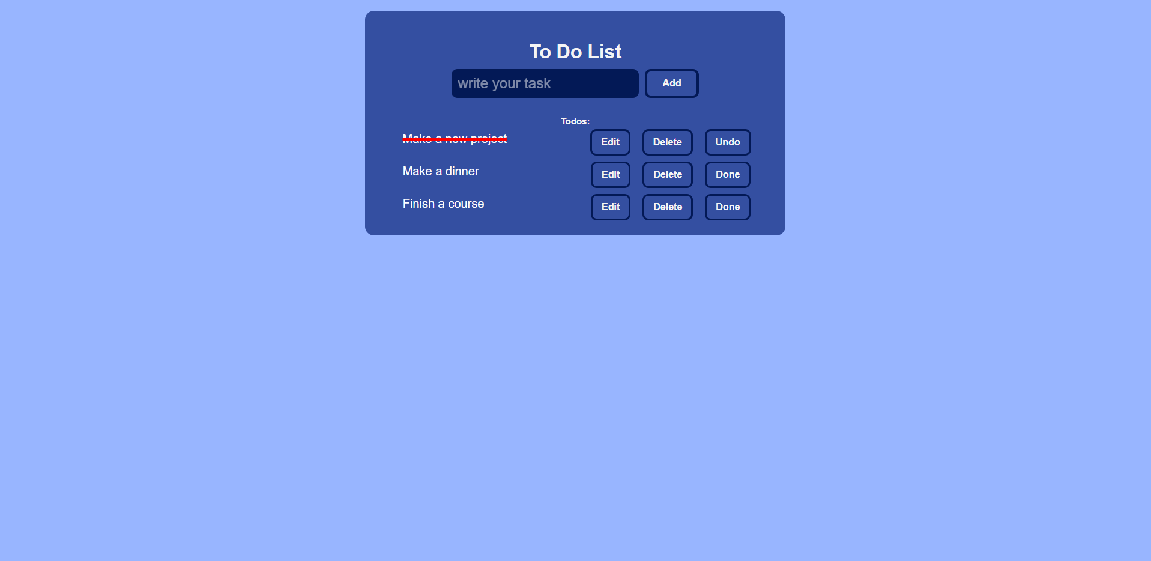 To Do List
write your task Add
Todos:
Make a new project Edit Delete Undo
Make a dinner Edit Delete Done
Finish a course Edit Delete Done